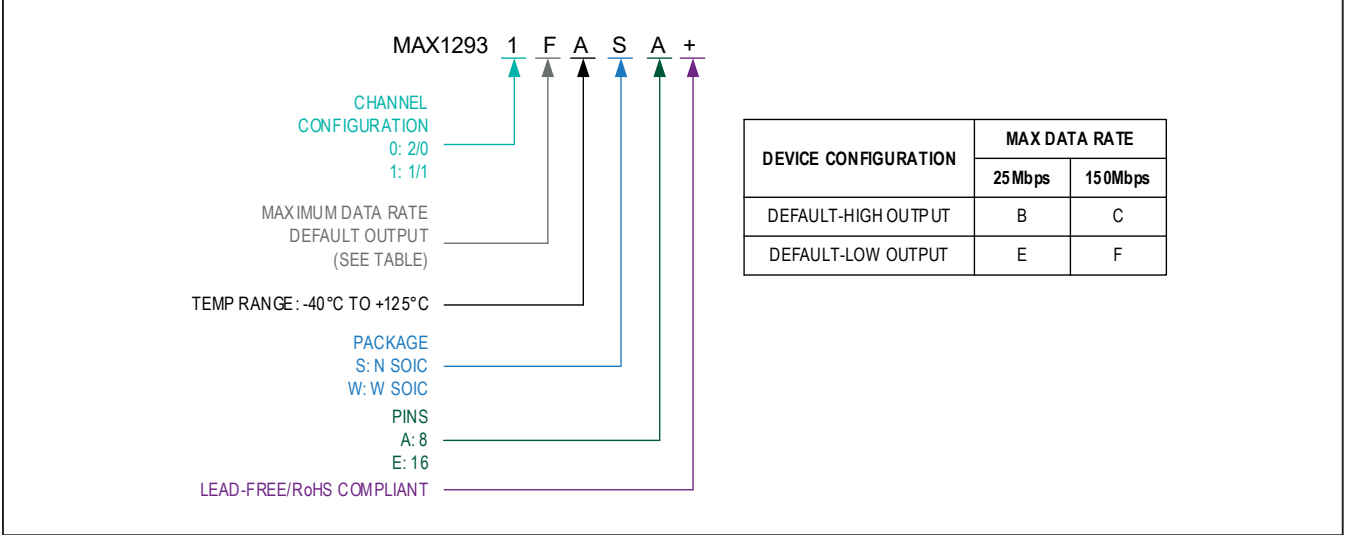 MAX1293 1 F A S A +
CHANNEL
CONFIGURATION
0: 2/0
1: 1/1
MAXIMUM DATA RATE
DEFAULT OUTPUT
(SEE TABLE)
TEMP RANGE: -40°C TO +125°C
PACKAGE
S: N SOIC
W: W SOIC
PINS
A: 8
E: 16
LEAD-FREE/RoHS COMPLIANT
DEVICE CONFIGURATION
MAX DATA RATE
25Mbps 150Mbps
DEFAULT-HIGH OUTPUT B C
DEFAULT-LOW OUTPUT E F